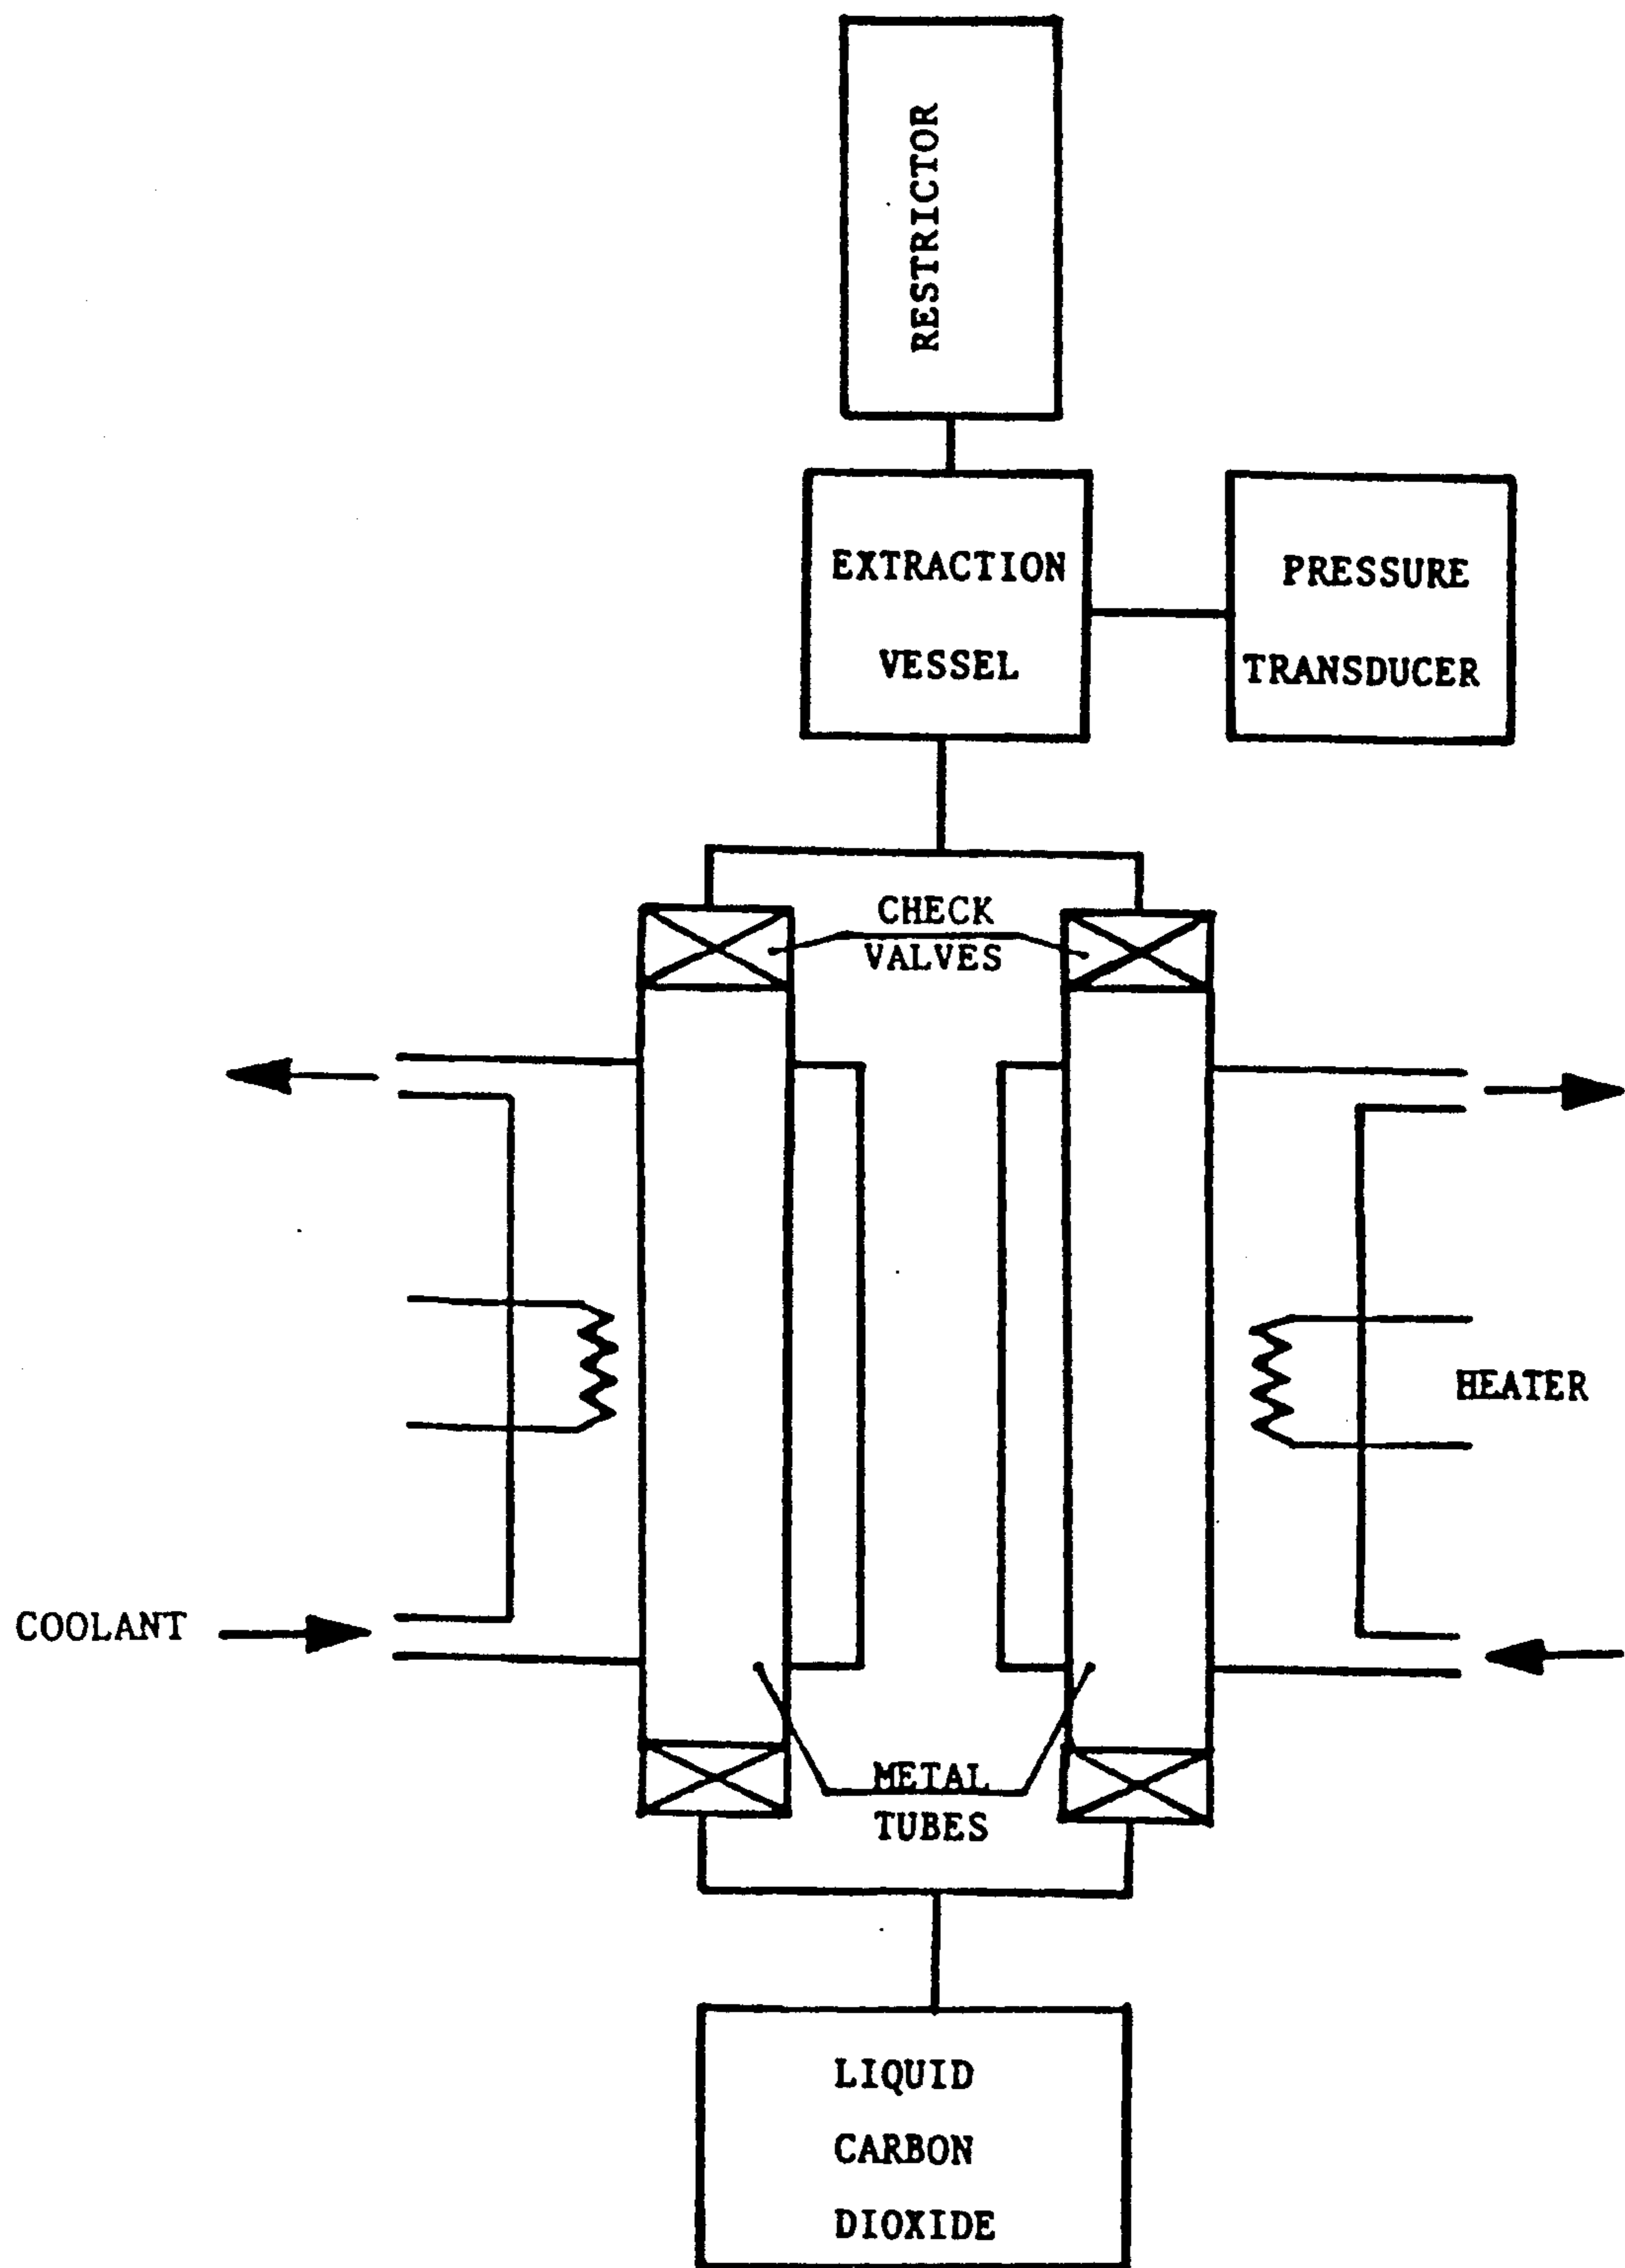 RESTRICTOR
EXTRACTION
VESSEL
PRESSURE
TRANSDUCER
CHECK
VALVES
HEATER
COOLANT
METAL
TUBES
LIQUID
CARBON
DIOXIDE